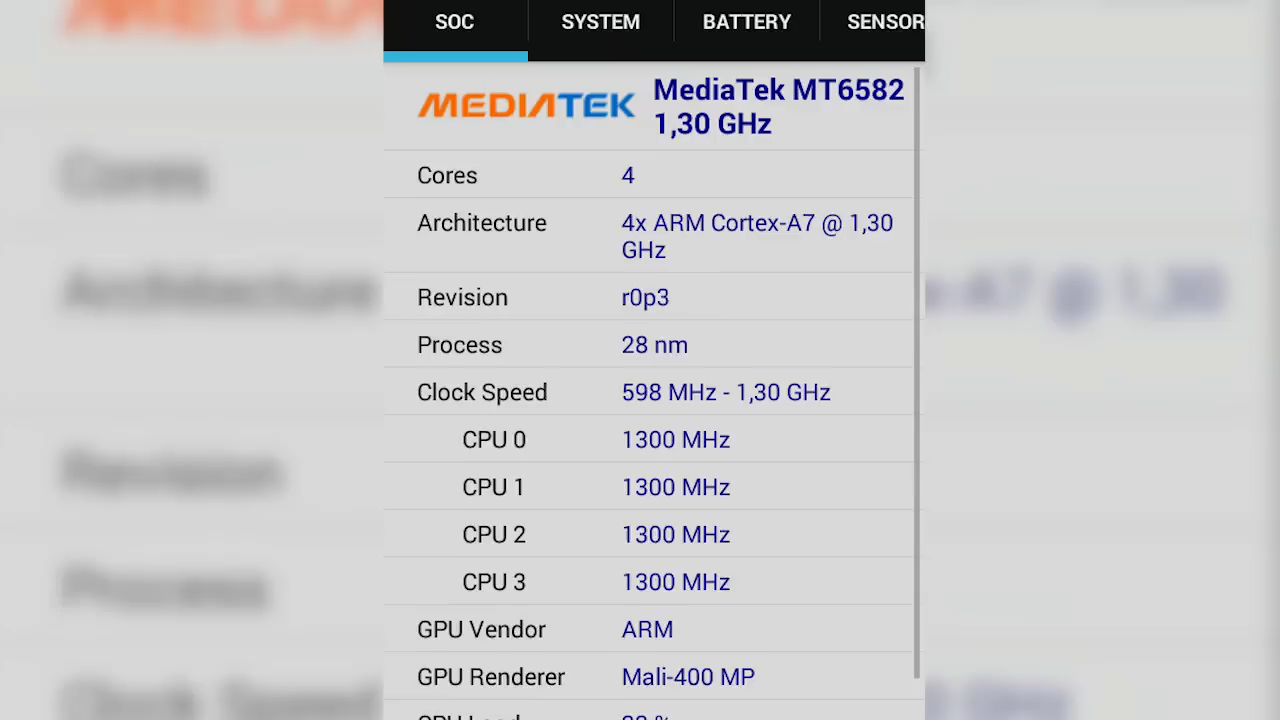 SOC SYSTEM BATTERY SENSOR
MEDIATEK
MediaTek MT6582
1,30 GHz
Cores 4
Architecture 4x ARM Cortex-A7 @ 1,30
GHz
Revision r0p3
Process 28 nm
Clock Speed 598 MHz - 1,30 GHz
CPU 0 1300 MHz
CPU 1 1300 MHz
CPU 2 1300 MHz
CPU 3 1300 MHz
GPU Vendor ARM
GPU Renderer Mali-400 MP